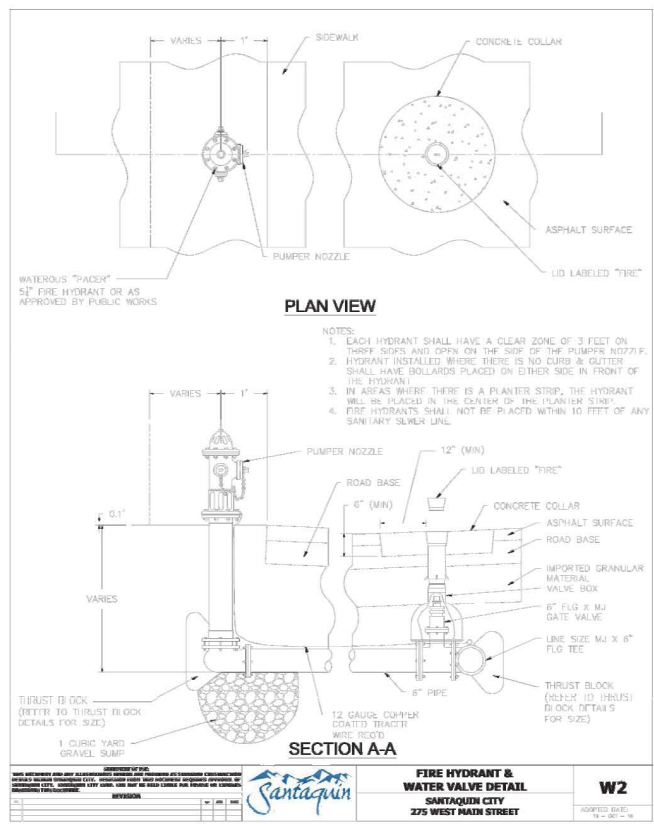 VARIES
1"
SIDEWALK
CONCRETE COLLAR
ASPHALT SURFACE
PUMPER NOZZLE
LID LABELED "FIRE"
WATEROUS "PACER"
5¼" FIRE HYDRANT OR AS
APPROVED BY PUBLIC WORKS
PLAN VIEW
NOTES:
1. EACH HYDRANT SHALL HAVE A CLEAR ZONE OF 3 FEET ON
THREE SIDES AND OPEN ON THE SIDE OF THE PUMPER NOZZLE.
2. HYDRANT INSTALLED WHERE THERE IS NO CURB & GUTTER
SHALL HAVE BOLLARDS PLACED ON EITHER SIDE IN FRONT OF
THE HYDRANT
3. IN AREAS WHERE THERE IS A PLANTER STRIP, THE HYDRANT
WILL BE PLACED IN THE CENTER OF THE PLANTER STRIP.
4. FIRE HYDRANTS SHALL NOT BE PLACED WITHIN 10 FEET OF ANY
SANITARY SEWER LINE.
VARIES
1"
PUMPER NOZZLE
12" (MIN)
LID LABELED "FIRE"
ROAD BASE
6" (MIN)
CONCRETE COLLAR
0.1'
ASPHALT SURFACE
ROAD BASE
IMPORTED GRANULAR
MATERIAL
VALVE BOX
VARIES
6" FLG X MJ
GATE VALVE
LINE SIZE MJ X 6"
FLG TEE
6" PIPE
THRUST BLOCK
(REFER TO THRUST
BLOCK DETAILS
FOR SIZE)
THRUST BLOCK
(REFER TO THRUST BLOCK
DETAILS FOR SIZE)
12 GAUGE COPPER
COATED TRACER
WIRE REQ'D
1 CUBIC YARD
GRAVEL SUMP
SECTION A-A
STATEMENT OF USE:
REVISION
Santaquin
FIRE HYDRANT &
WATER VALVE DETAIL
SANTAQUIN CITY
275 WEST MAIN STREET
W2
ADOPTED DATE: